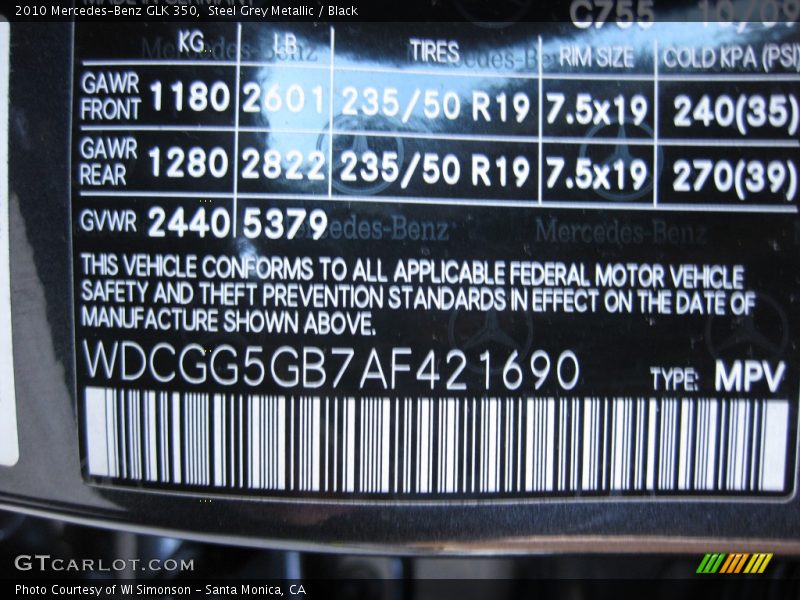 2010 Mercedes-Benz GLK 350, Steel Grey Metallic / Black
C755 10/09
KG LB TIRES RIM SIZE COLD KPA (PSI)
GAWR FRONT 1180 2601 235/50 R19 7.5x19 240(35)
GAWR REAR 1280 2822 235/50 R19 7.5x19 270(39)
GVWR 2440 5379
Mercedes-Benz
THIS VEHICLE CONFORMS TO ALL APPLICABLE FEDERAL MOTOR VEHICLE
SAFETY AND THEFT PREVENTION STANDARDS IN EFFECT ON THE DATE OF
MANUFACTURE SHOWN ABOVE.
WDCGG5GB7AF421690 TYPE: MPV
GTCARLOT.COM
Photo Courtesy of WI Simonson - Santa Monica, CA